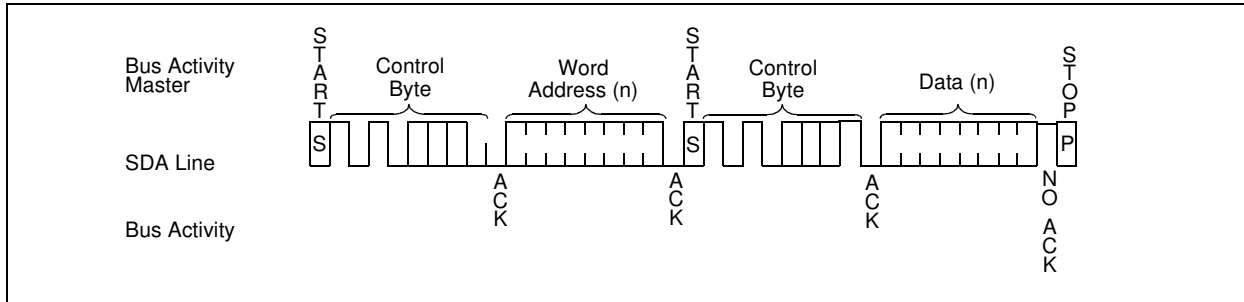 Bus Activity
Master
START
Control
Byte
Word
Address (n)
START
Control
Byte
Data (n)
STOP
SDA Line
S
S
P
ACK
ACK
ACK
NO ACK
Bus Activity